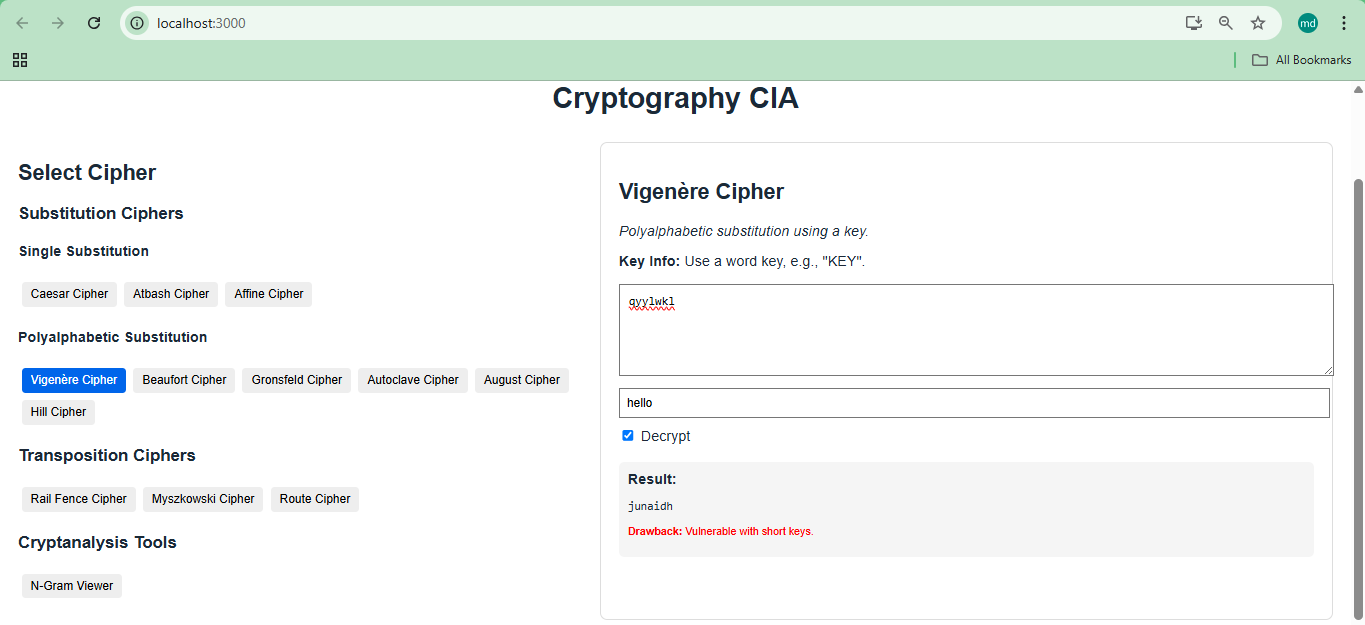 localhost:3000
md
All Bookmarks
Cryptography CIA
Select Cipher
Substitution Ciphers
Single Substitution
Caesar Cipher Atbash Cipher Affine Cipher
Polyalphabetic Substitution
Vigenère Cipher Beaufort Cipher Gronsfeld Cipher Autoclave Cipher August Cipher
Hill Cipher
Transposition Ciphers
Rail Fence Cipher Myszkowski Cipher Route Cipher
Cryptanalysis Tools
N-Gram Viewer
Vigenère Cipher
Polyalphabetic substitution using a key.
Key Info: Use a word key, e.g., "KEY".
qyylwkl
hello
Decrypt
Result:
junaidh
Drawback: Vulnerable with short keys.